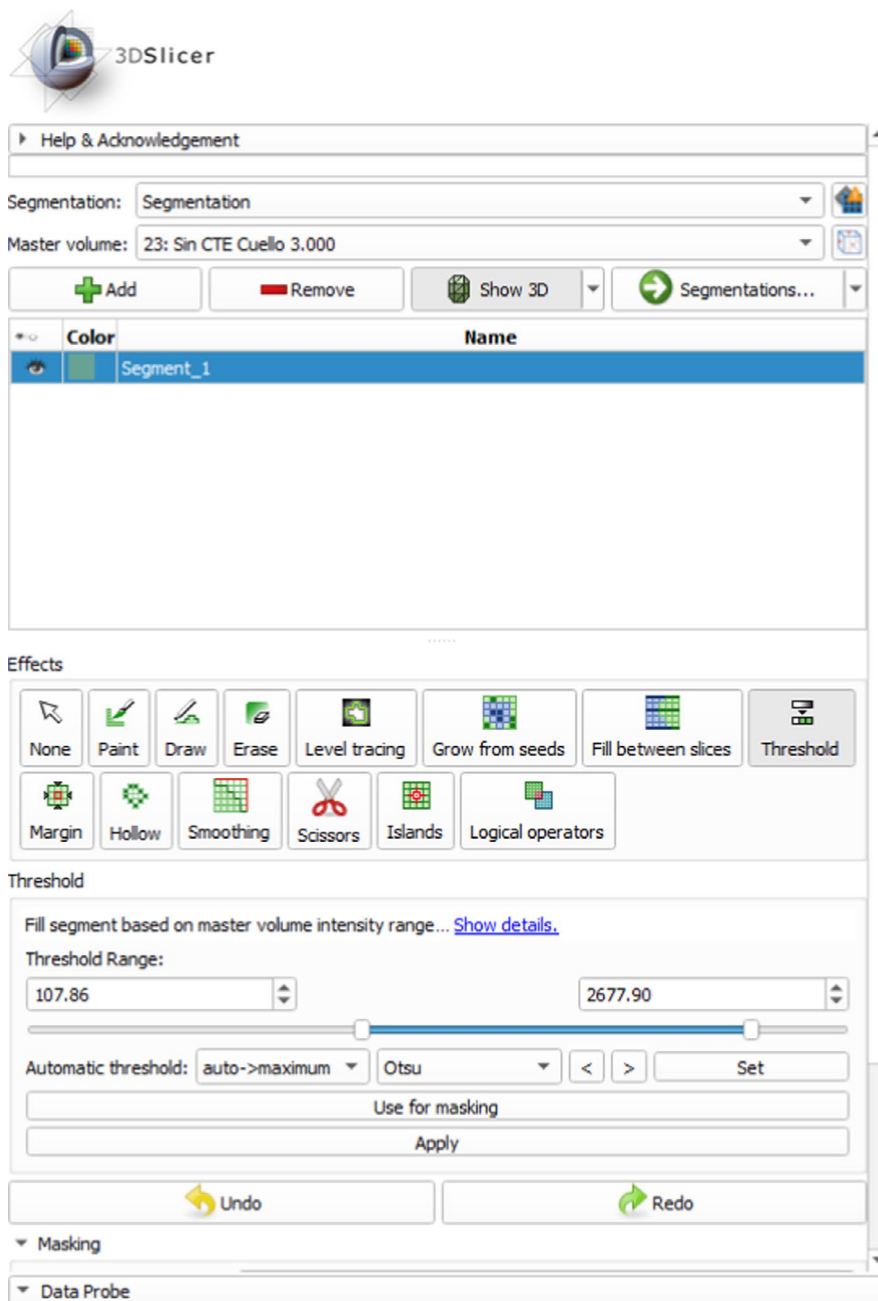 3DSlicer
Help & Acknowledgement
Segmentation: Segmentation
Master volume: 23: Sin CTE Cuello 3.000
Add Remove Show 3D Segmentations...
Color Name
Segment_1
Effects
None Paint Draw Erase Level tracing Grow from seeds Fill between slices Threshold
Margin Hollow Smoothing Scissors Islands Logical operators
Threshold
Fill segment based on master volume intensity range... Show details.
Threshold Range:
107.86 2677.90
Automatic threshold: auto->maximum Otsu < > Set
Use for masking
Apply
Undo Redo
Masking
Data Probe